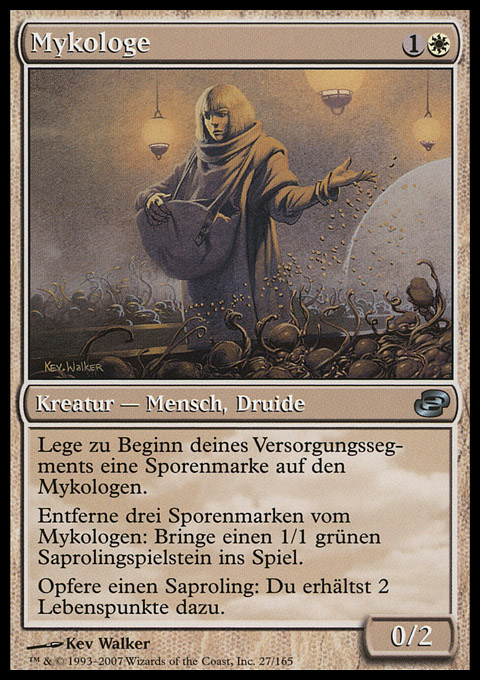 Mykologe 1
KEV. WALKER
Kreatur — Mensch, Druide
Lege zu Beginn deines Versorgungsseg-
ments eine Sporenmarke auf den
Mykologen.
Entferne drei Sporenmarken vom
Mykologen: Bringe einen 1/1 grünen
Saprolingspielstein ins Spiel.
Opfere einen Saproling: Du erhältst 2
Lebenspunkte dazu.
0/2
Kev Walker
™ & © 1993–2007 Wizards of the Coast, Inc. 27/165